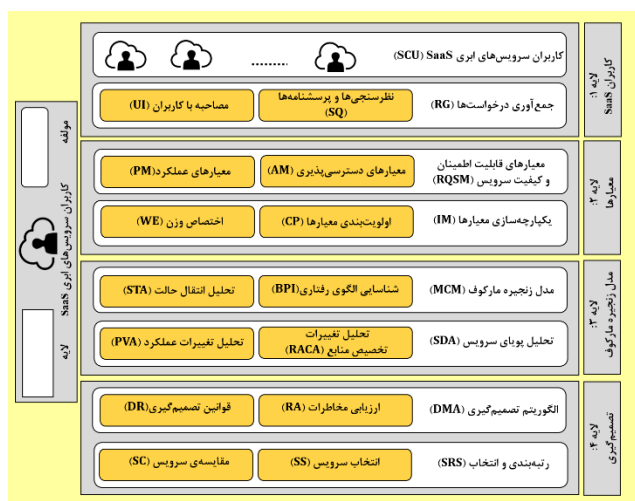 لایه ۱:
کاربران
SaaS
کاربران سرویس‌های ابری SaaS (SCU)
..........
جمع‌آوری درخواست‌ها (RG)
نظرسنجی‌ها و پرسشنامه‌ها
(SQ)
مصاحبه با کاربران (UI)
لایه ۲:
معیارها
معیارهای قابلیت اطمینان
و کیفیت سرویس (RQSM)
معیارهای دسترسی‌پذیری (AM)
معیارهای عملکرد(PM)
یکپارچه‌سازی معیارها (IM)
اولویت‌بندی معیارها (CP)
اختصاص وزن (WE)
لایه ۳:
مدل زنجیره مارکوف
مدل زنجیره مارکوف (MCM)
شناسایی الگوی رفتاری(BPI)
تحلیل انتقال حالت (STA)
تحلیل پویای سرویس (SDA)
تحلیل تغییرات
تخصیص منابع (RACA)
تحلیل تغییرات عملکرد (PVA)
لایه ۴:
تصمیم‌گیری
الگوریتم تصمیم‌گیری (DMA)
ارزیابی مخاطرات (RA)
قوانین تصمیم‌گیری(DR)
رتبه‌بندی و انتخاب (SRS)
انتخاب سرویس (SS)
مقایسه‌ی سرویس (SC)
مولفه
کاربران سرویس‌های ابری SaaS
لایه